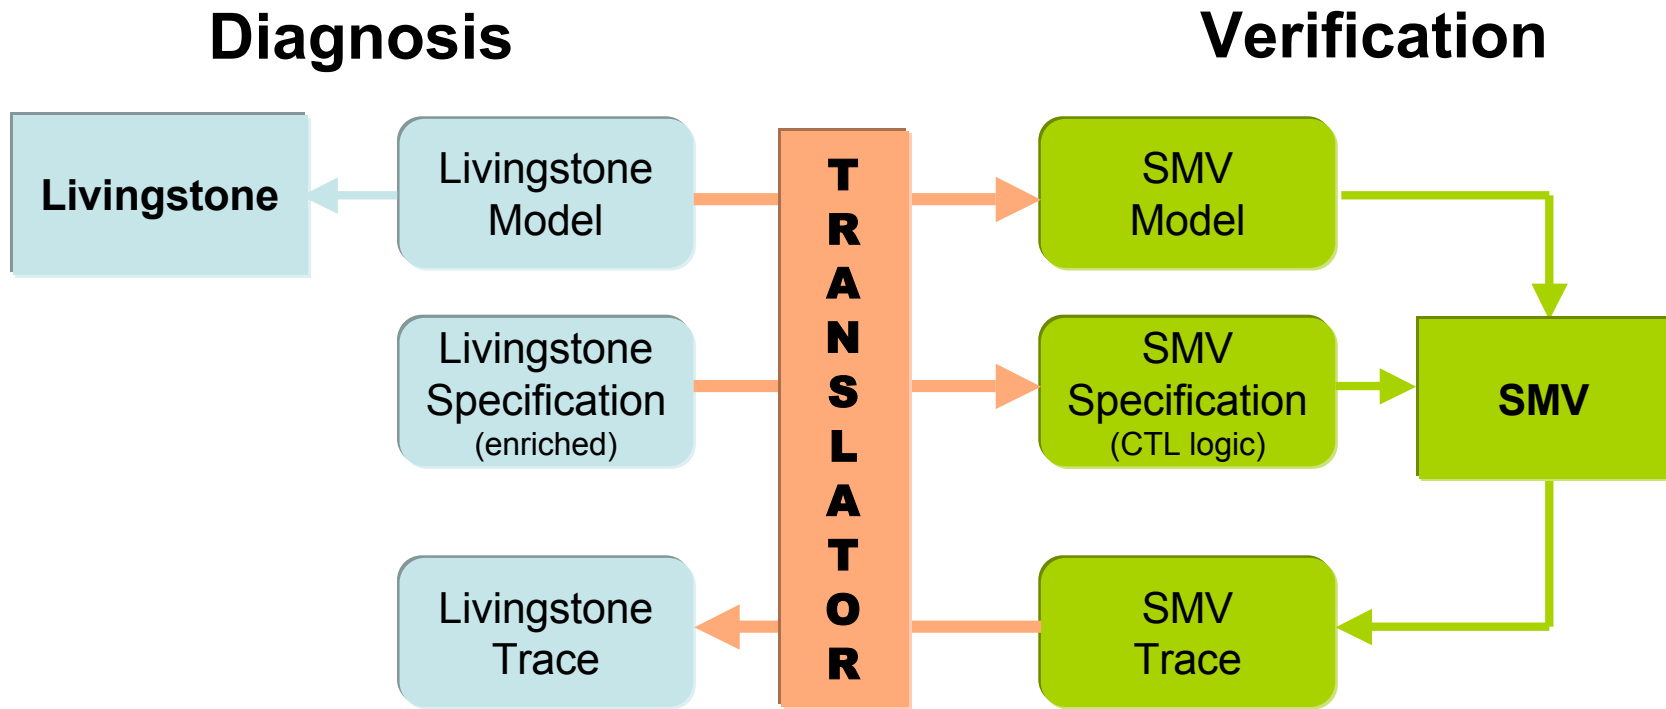 Diagnosis
Verification
Livingstone
Livingstone
Model
TRANSLATOR
SMV
Model
Livingstone
Specification
(enriched)
SMV
Specification
(CTL logic)
SMV
Livingstone
Trace
SMV
Trace